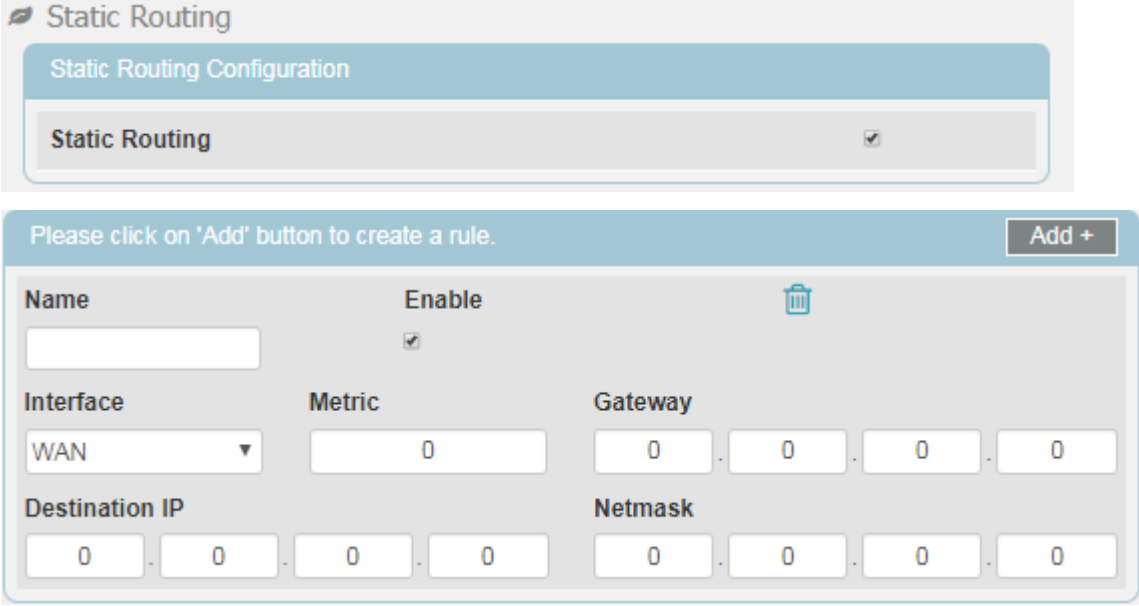 Static Routing
Static Routing Configuration
Static Routing
Please click on 'Add' button to create a rule.
Add +
Name Enable
Interface Metric Gateway
WAN 0 0 . 0 . 0 . 0
Destination IP Netmask
0 . 0 . 0 . 0 0 . 0 . 0 . 0